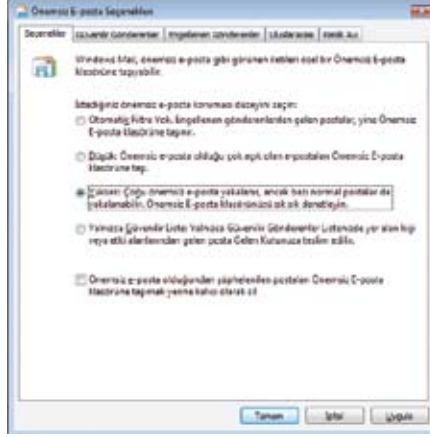 Önemsiz E-posta Seçenekleri
Seçenekler Güvenilir Gönderenler Engellenen Gönderenler Uluslararası Kimlik Avı
Windows Mail, önemsiz e-posta gibi görünen iletileri özel bir Önemsiz E-posta
klasörüne taşıyabilir.
İstediğiniz önemsiz e-posta koruması düzeyini seçin:
Otomatik Filtre Yok. Engellenen gönderenlerden gelen postalar, yine Önemsiz
E-posta klasörüne taşınır.
Düşük: Önemsiz e-posta olduğu çok açık olan e-postaları Önemsiz E-posta
klasörüne taşı.
Yüksek: Çoğu önemsiz e-posta yakalanır, ancak bazı normal postalar da
yakalanabilir. Önemsiz E-posta klasörünüzü sık sık denetleyin.
Yalnızca Güvenilir Liste: Yalnızca Güvenilir Gönderenler Listenizde yer alan kişi
veya etki alanlarından gelen posta Gelen Kutunuza teslim edilir.
Önemsiz e-posta olduğundan şüphelenilen postaları Önemsiz E-posta
klasörüne taşımak yerine kalıcı olarak sil
Tamam İptal Uygula